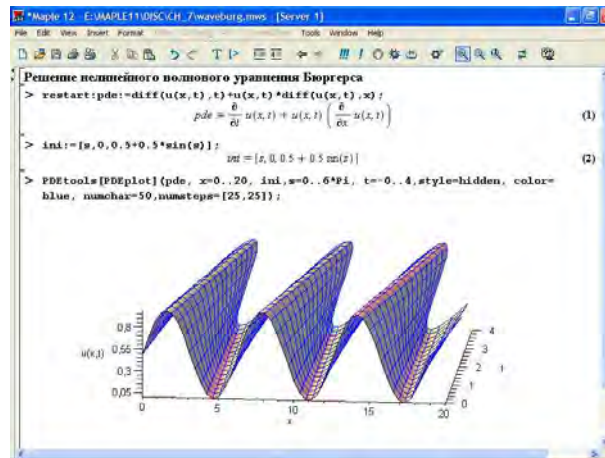 *Maple 12 - E:\MAPLE11\DISC\CH_7\waveburg.mws - [Server 1]
File Edit View Insert Format Tools Window Help
Решение нелинейного волнового уравнения Бюргерса
> restart:pde:=diff(u(x,t),t)+u(x,t)*diff(u(x,t),x);
pde = ∂/∂t u(x,t) + u(x,t) (∂/∂x u(x,t)) (1)
> ini:=[s,0,0.5+0.5*sin(s)];
ini = [s, 0, 0.5 + 0.5 sin(s)] (2)
> PDEtools[PDEplot](pde, x=0..20, ini,s=0..6*Pi, t=-0..4,style=hidden, color=
blue, numchar=50,numsteps=[25,25]);
0,8
u(x,t) 0,55
0,3
0,05
0 5 10 15 20
x
0 1 2 3 4
t